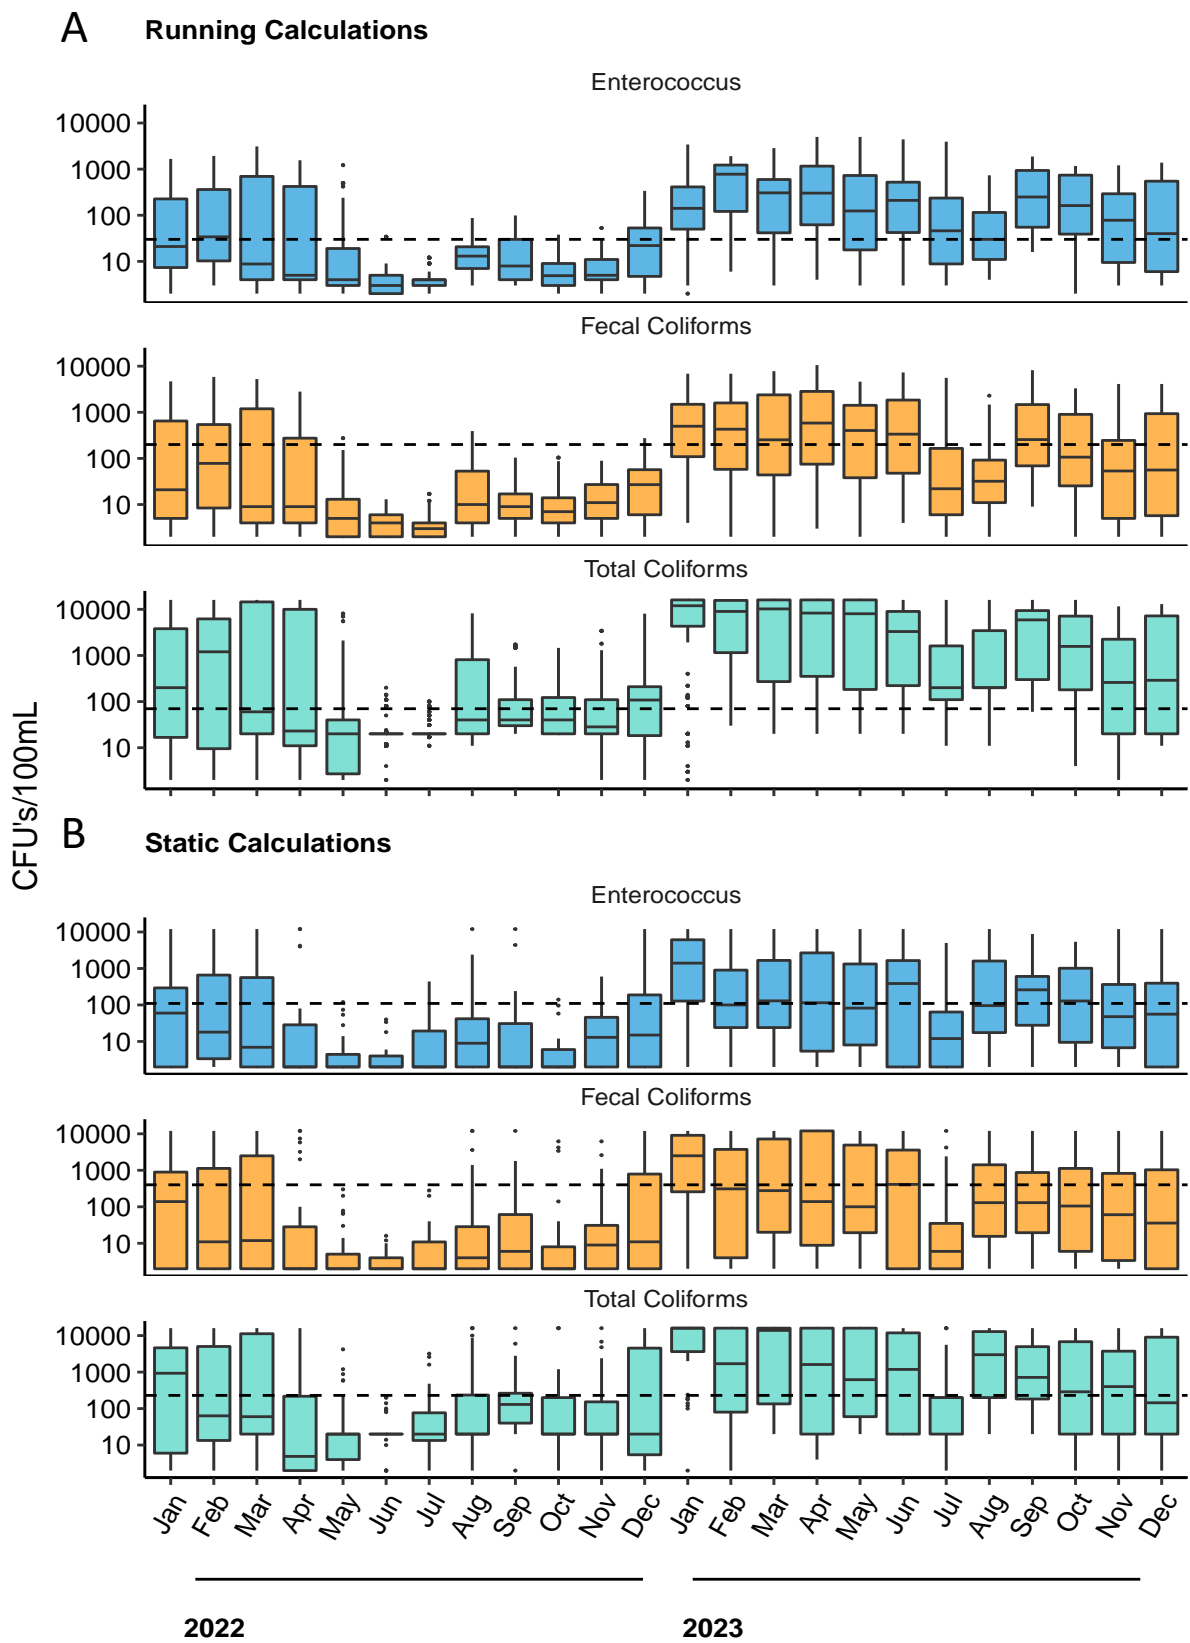 A Running Calculations
Enterococcus
10000
1000
100
10
Fecal Coliforms
10000
1000
100
10
Total Coliforms
10000
1000
100
10
CFU's/100mL
B Static Calculations
Enterococcus
10000
1000
100
10
Fecal Coliforms
10000
1000
100
10
Total Coliforms
10000
1000
100
10
Jan Feb Mar Apr May Jun Jul Aug Sep Oct Nov Dec Jan Feb Mar Apr May Jun Jul Aug Sep Oct Nov Dec
2022 2023